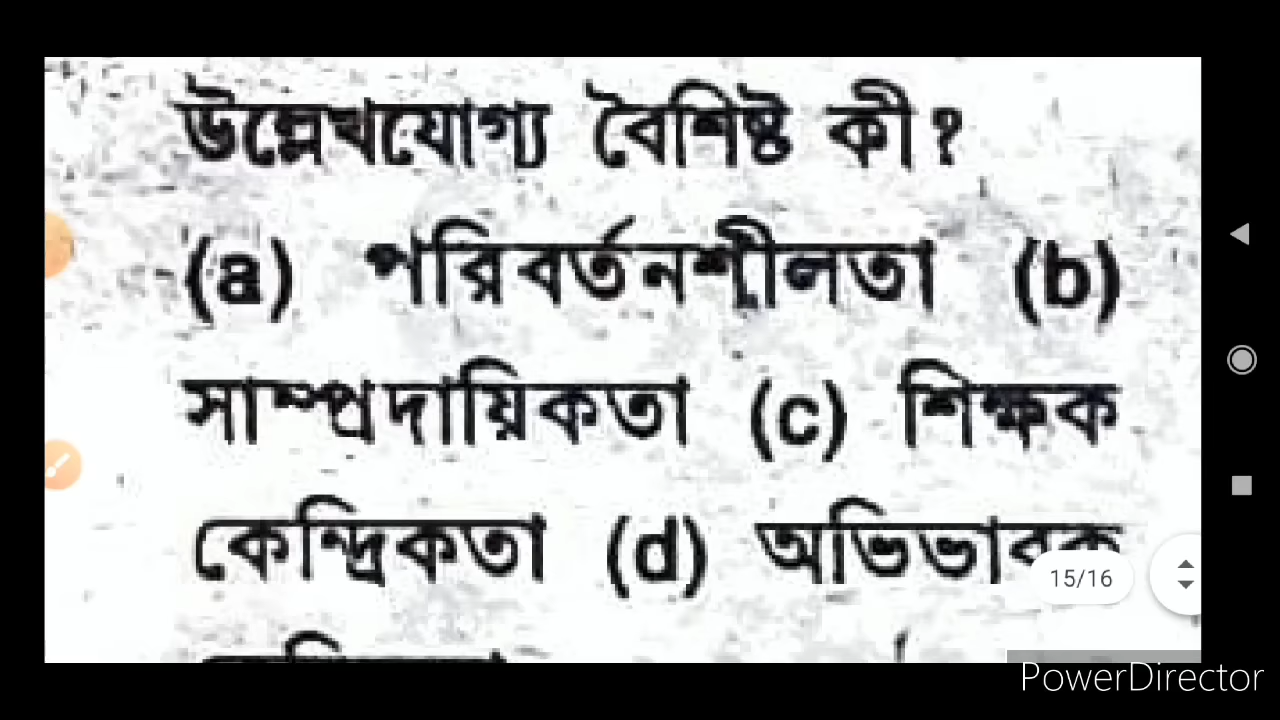 উল্লেখযোগ্য বৈশিষ্ট কী?
(a) পরিবর্তনশীলতা (b)
সাম্প্রদায়িকতা (c) শিক্ষক
কেন্দ্রিকতা (d) অভিভাবক
15/16
PowerDirector